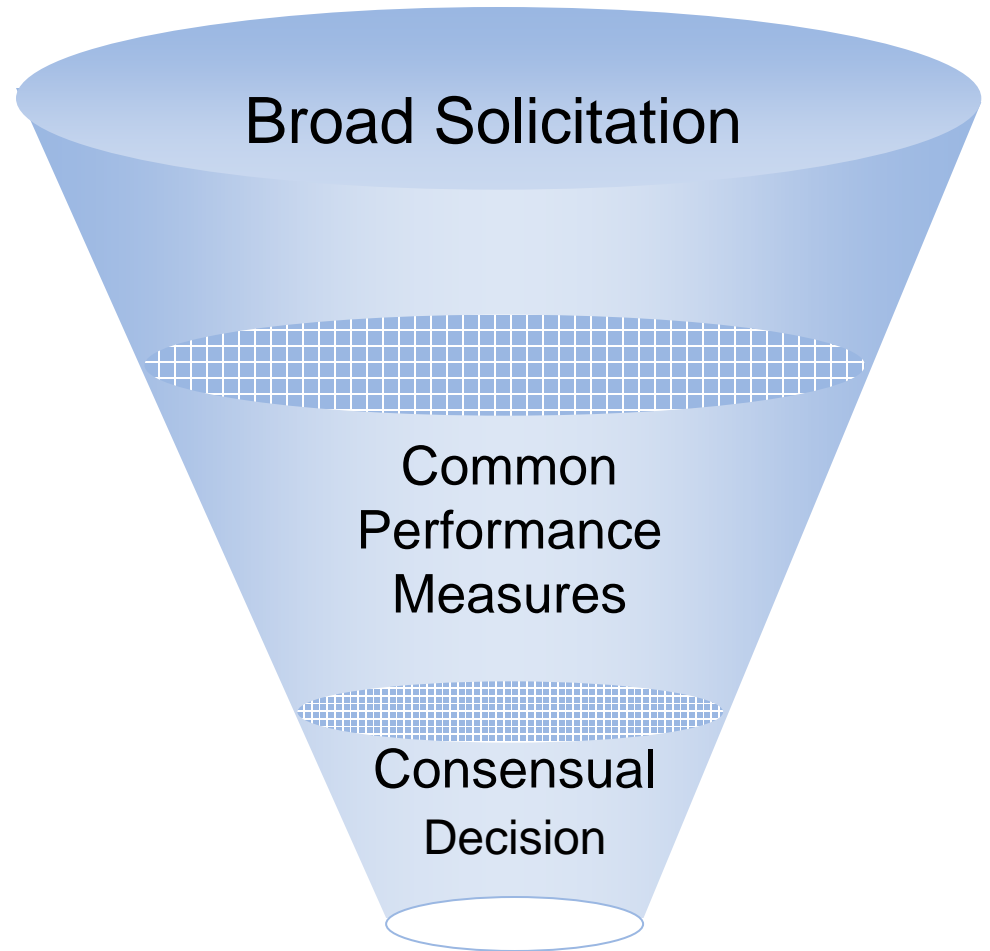 Broad Solicitation
Common
Performance
Measures
Consensual
Decision